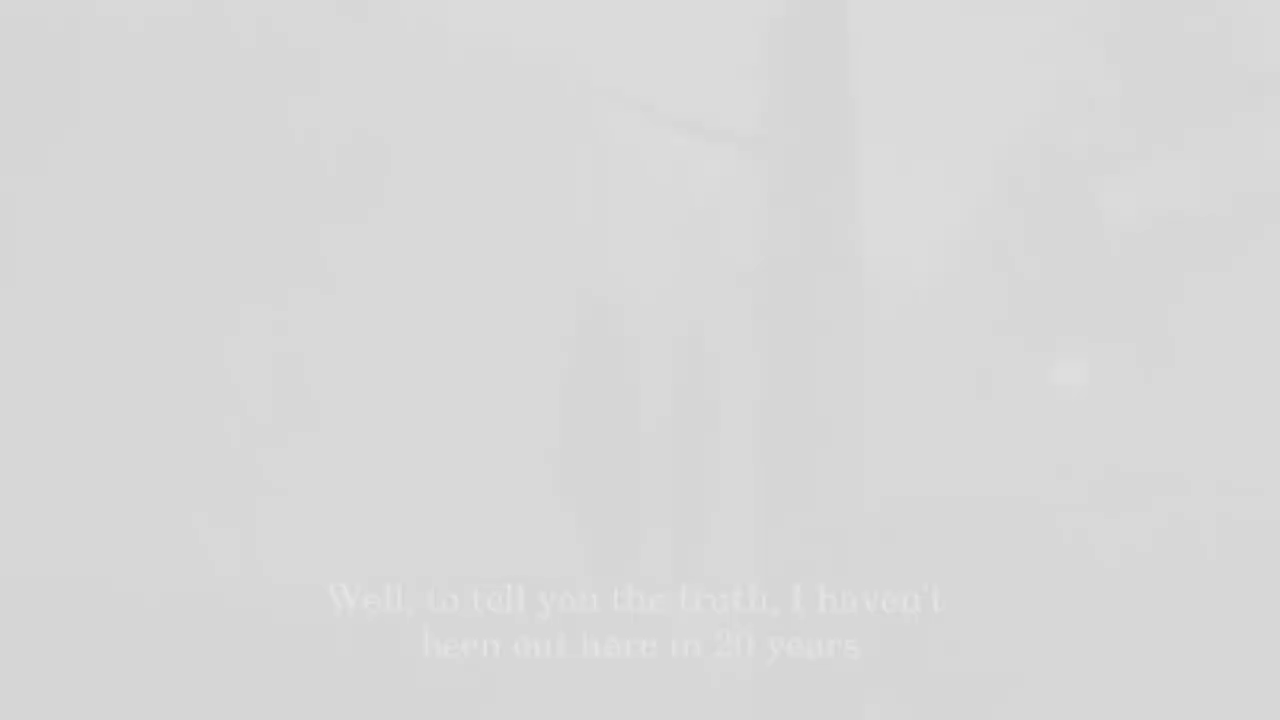 Well, to tell you the truth, I haven't
been out here in 20 years